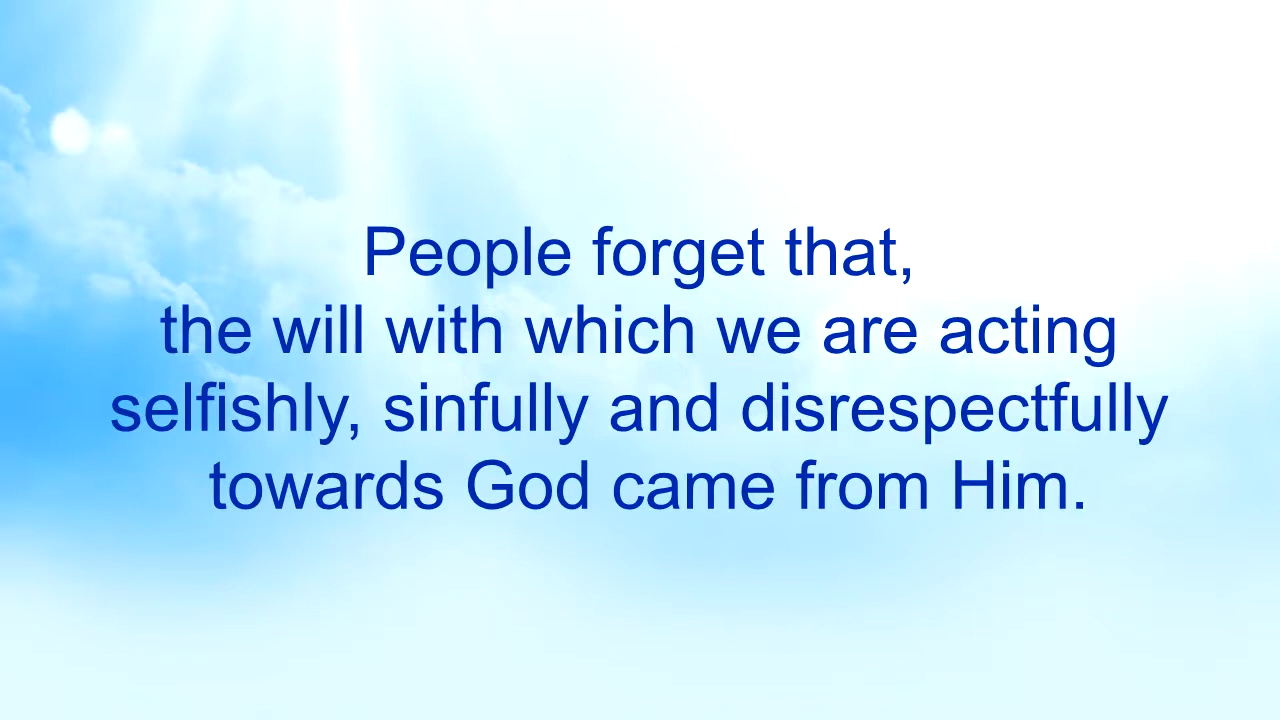 People forget that,
the will with which we are acting
selfishly, sinfully and disrespectfully
towards God came from Him.